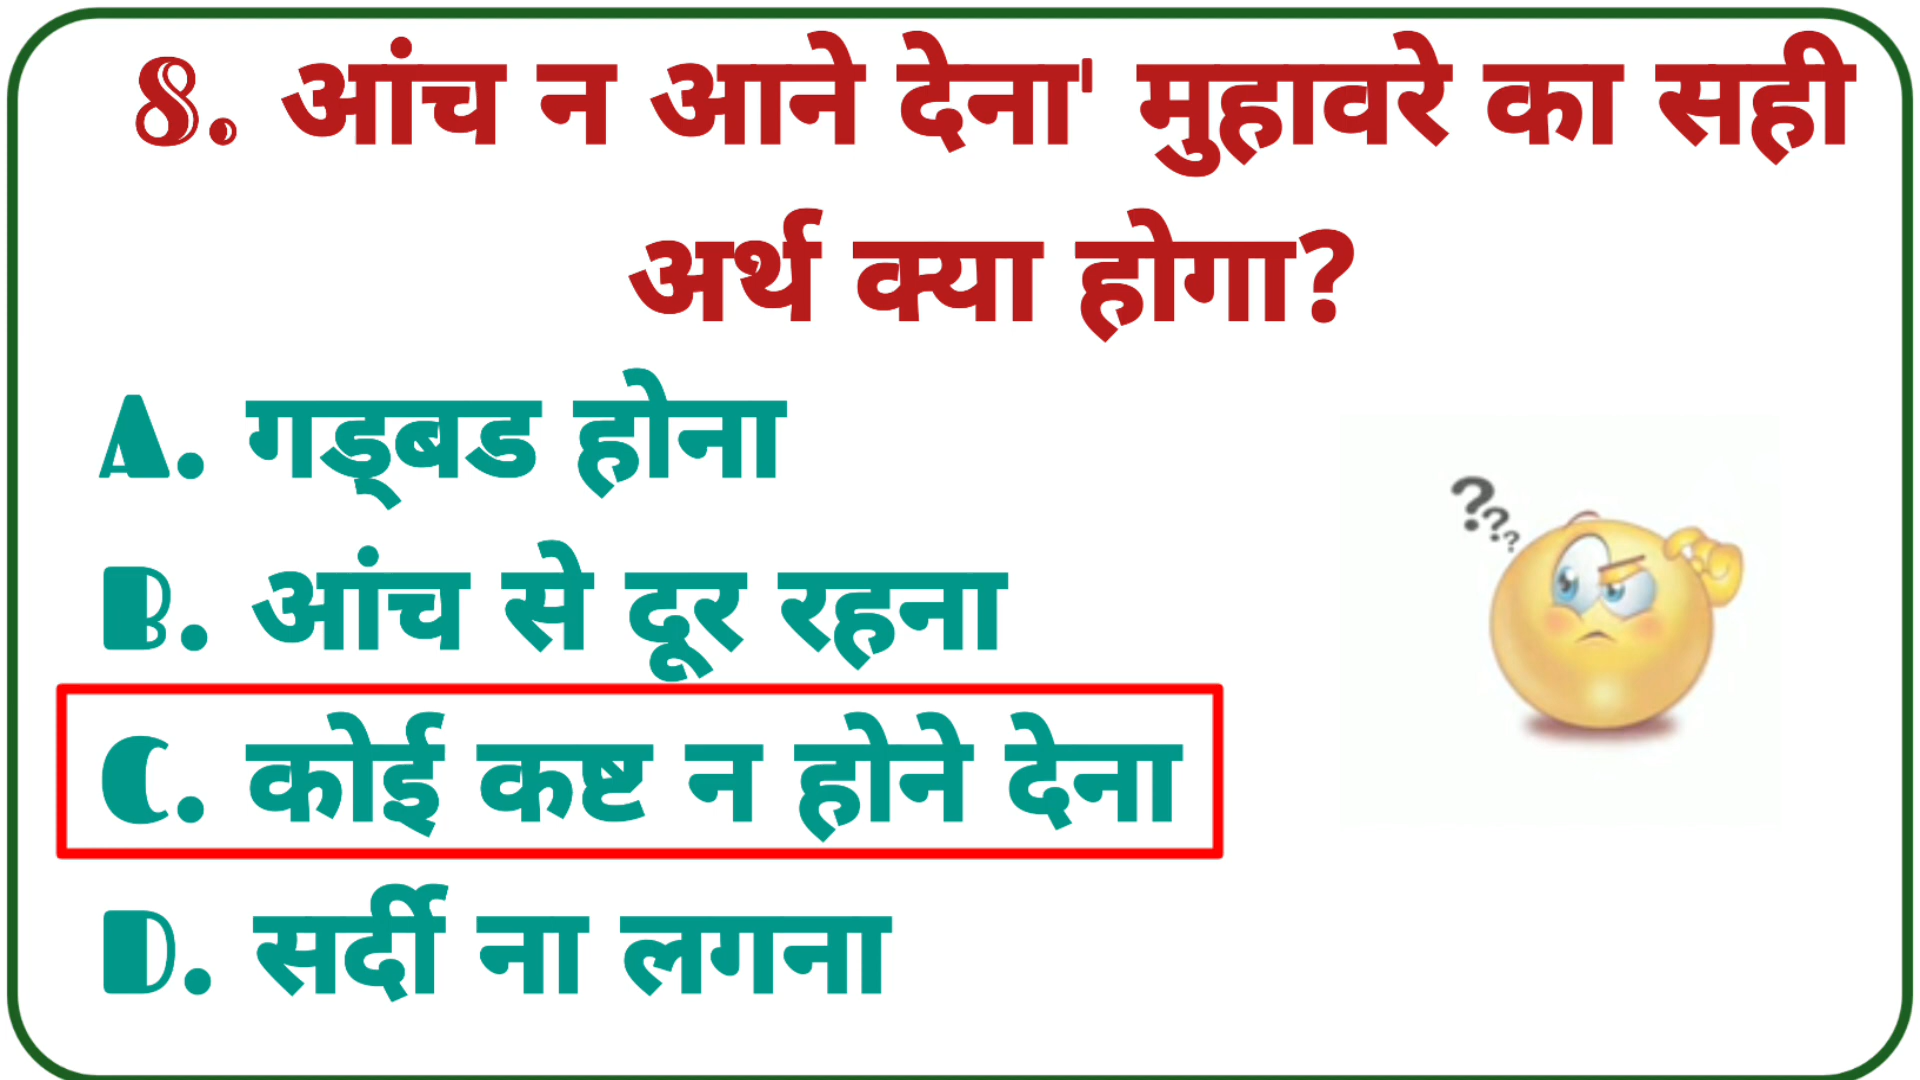 8. आंच न आने देना' मुहावरे का सही
अर्थ क्या होगा?
A. गड्बड होना
B. आंच से दूर रहना
C. कोई कष्ट न होने देना
D. सर्दी ना लगना
???